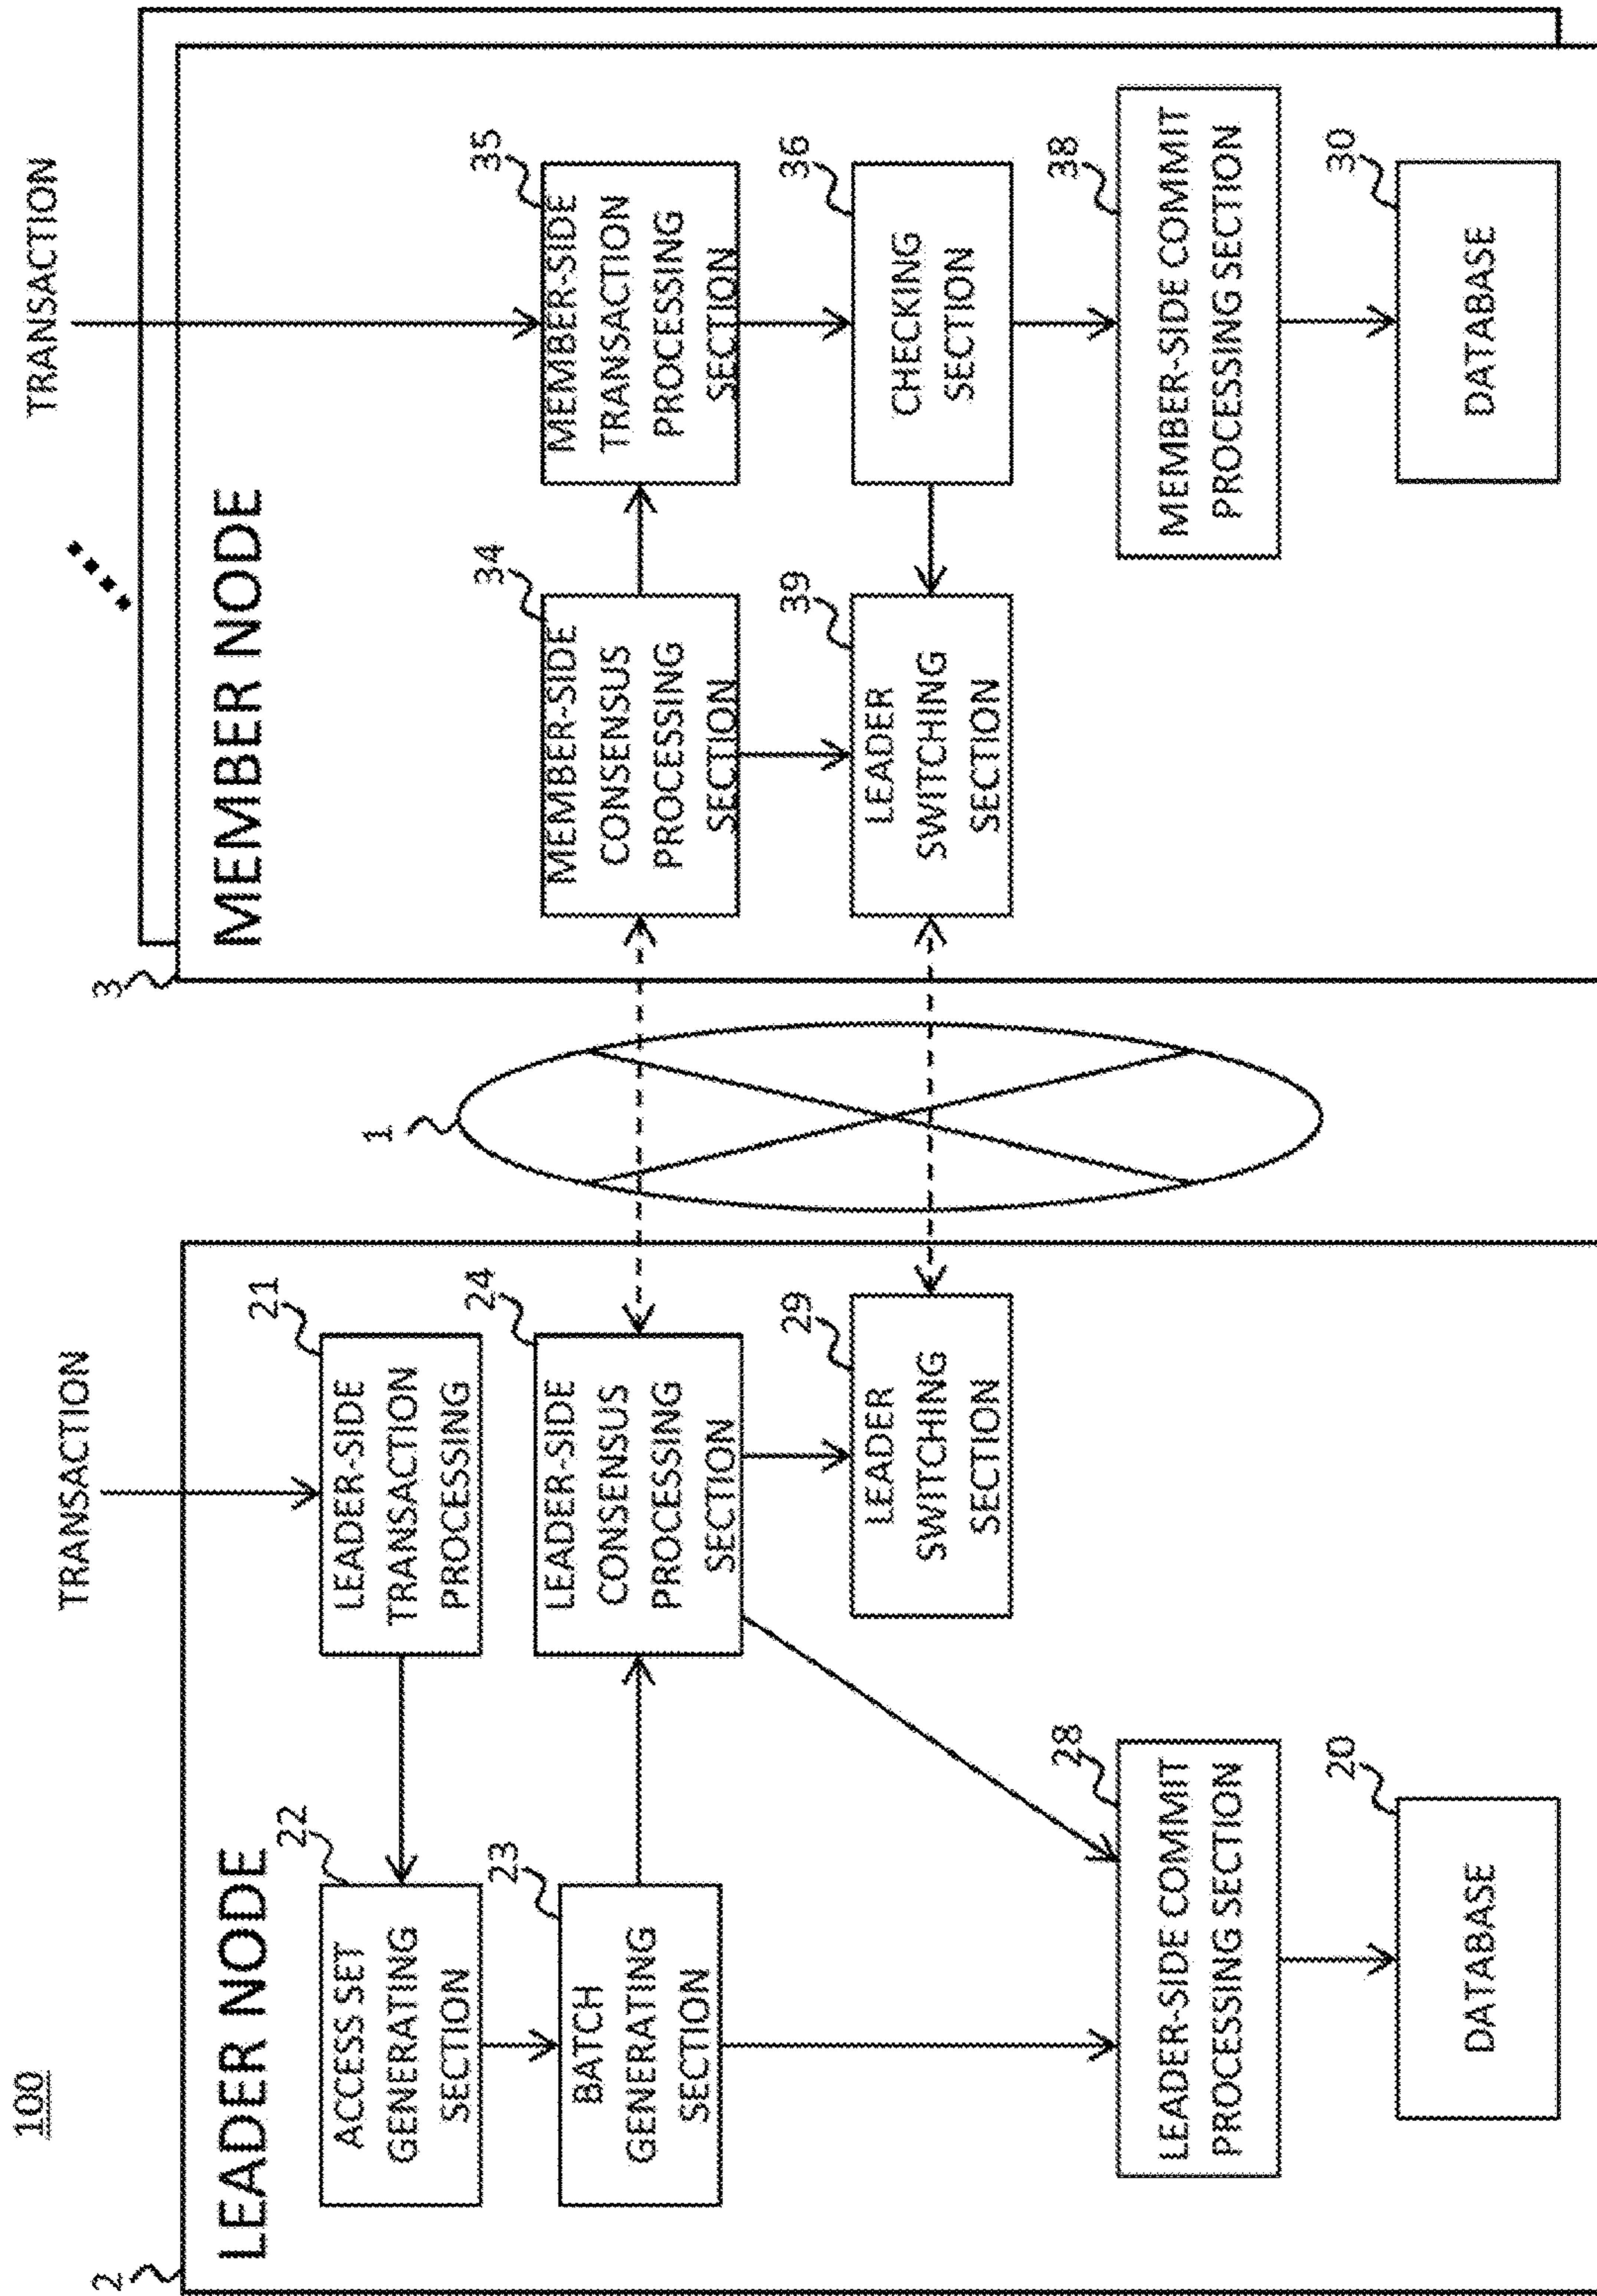 100
TRANSACTION
TRANSACTION
2
LEADER NODE
22
ACCESS SET
GENERATING
SECTION
21
LEADER-SIDE
TRANSACTION
PROCESSING
23
BATCH
GENERATING
SECTION
24
LEADER-SIDE
CONSENSUS
PROCESSING
SECTION
29
LEADER
SWITCHING
SECTION
28
LEADER-SIDE COMMIT
PROCESSING SECTION
20
DATABASE
1
3
MEMBER NODE
34
MEMBER-SIDE
CONSENSUS
PROCESSING
SECTION
35
MEMBER-SIDE
TRANSACTION
PROCESSING
SECTION
39
LEADER
SWITCHING
SECTION
36
CHECKING
SECTION
38
MEMBER-SIDE COMMIT
PROCESSING SECTION
30
DATABASE